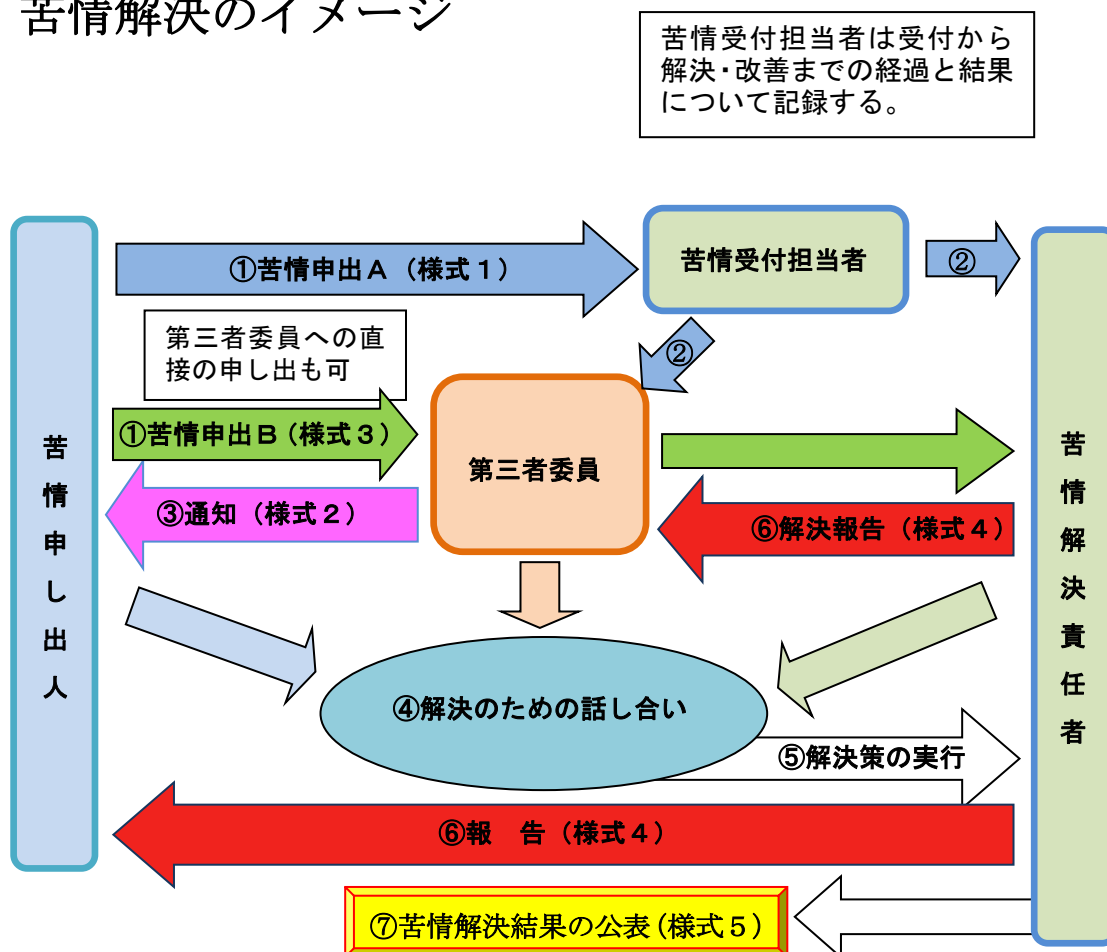 苦情解決のイメージ
苦情受付担当者は受付から
解決・改善までの経過と結果
について記録する。
①苦情申出A（様式１）
苦情受付担当者
②
②
第三者委員への直
接の申し出も可
①苦情申出B（様式３）
第三者委員
③通知（様式２）
⑥解決報告（様式４）
苦情申し出人
苦情解決責任者
④解決のための話し合い
⑤解決策の実行
⑥報　告（様式４）
⑦苦情解決結果の公表(様式５)